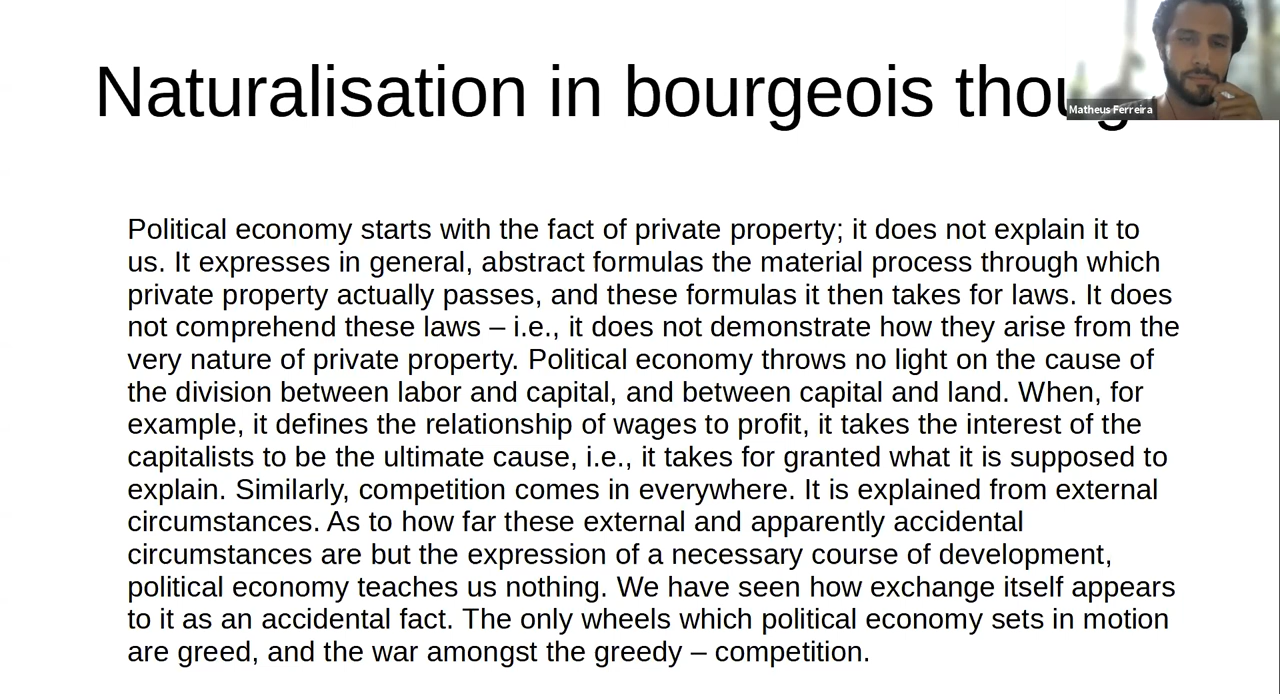 Naturalisation in bourgeois
Matheus Ferreira
Political economy starts with the fact of private property; it does not explain it to
us. It expresses in general, abstract formulas the material process through which
private property actually passes, and these formulas it then takes for laws. It does
not comprehend these laws – i.e., it does not demonstrate how they arise from the
very nature of private property. Political economy throws no light on the cause of
the division between labor and capital, and between capital and land. When, for
example, it defines the relationship of wages to profit, it takes the interest of the
capitalists to be the ultimate cause, i.e., it takes for granted what it is supposed to
explain. Similarly, competition comes in everywhere. It is explained from external
circumstances. As to how far these external and apparently accidental
circumstances are but the expression of a necessary course of development,
political economy teaches us nothing. We have seen how exchange itself appears
to it as an accidental fact. The only wheels which political economy sets in motion
are greed, and the war amongst the greedy – competition.